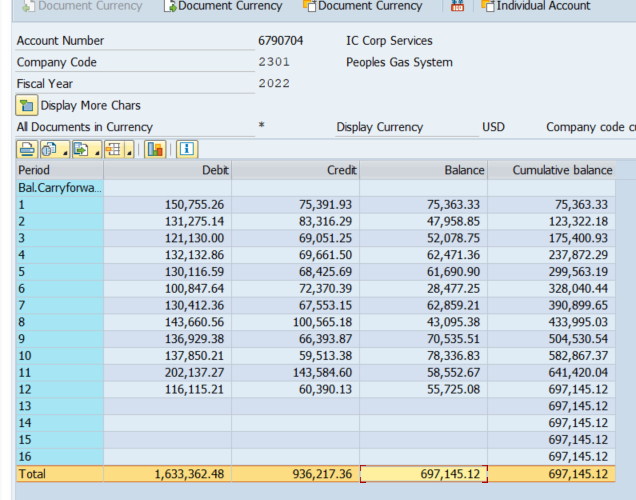 Document Currency Document Currency Document Currency Individual Account
Account Number 6790704 IC Corp Services
Company Code 2301 Peoples Gas System
Fiscal Year 2022
Display More Chars
All Documents in Currency * Display Currency USD Company code cu
Period Debit Credit Balance Cumulative balance
Bal.Carryforwa...
1 150,755.26 75,391.93 75,363.33 75,363.33
2 131,275.14 83,316.29 47,958.85 123,322.18
3 121,130.00 69,051.25 52,078.75 175,400.93
4 132,132.86 69,661.50 62,471.36 237,872.29
5 130,116.59 68,425.69 61,690.90 299,563.19
6 100,847.64 72,370.39 28,477.25 328,040.44
7 130,412.36 67,553.15 62,859.21 390,899.65
8 143,660.56 100,565.18 43,095.38 433,995.03
9 136,929.38 66,393.87 70,535.51 504,530.54
10 137,850.21 59,513.38 78,336.83 582,867.37
11 202,137.27 143,584.60 58,552.67 641,420.04
12 116,115.21 60,390.13 55,725.08 697,145.12
13 697,145.12
14 697,145.12
15 697,145.12
16 697,145.12
Total 1,633,362.48 936,217.36 697,145.12 697,145.12